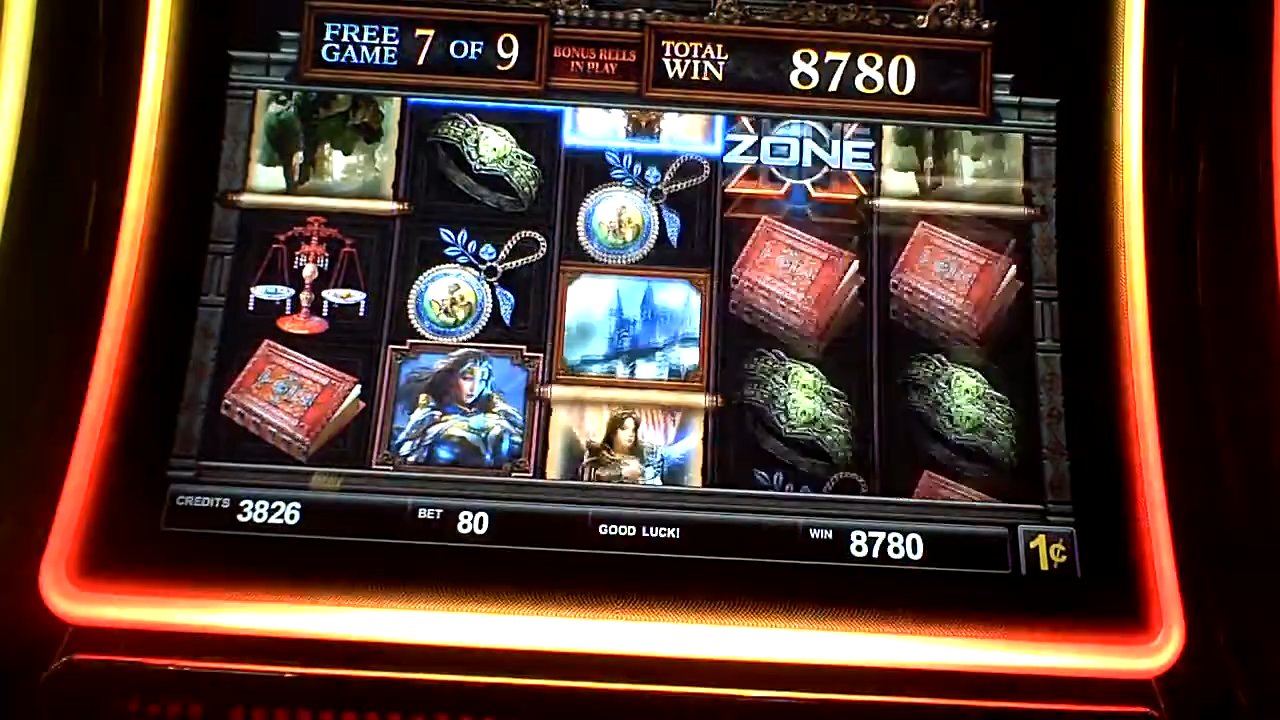 FREE GAME 7 OF 9
BONUS REELS IN PLAY
TOTAL WIN 8780
ZONE
CREDITS 3826
BET 80
GOOD LUCK!
WIN 8780
1¢